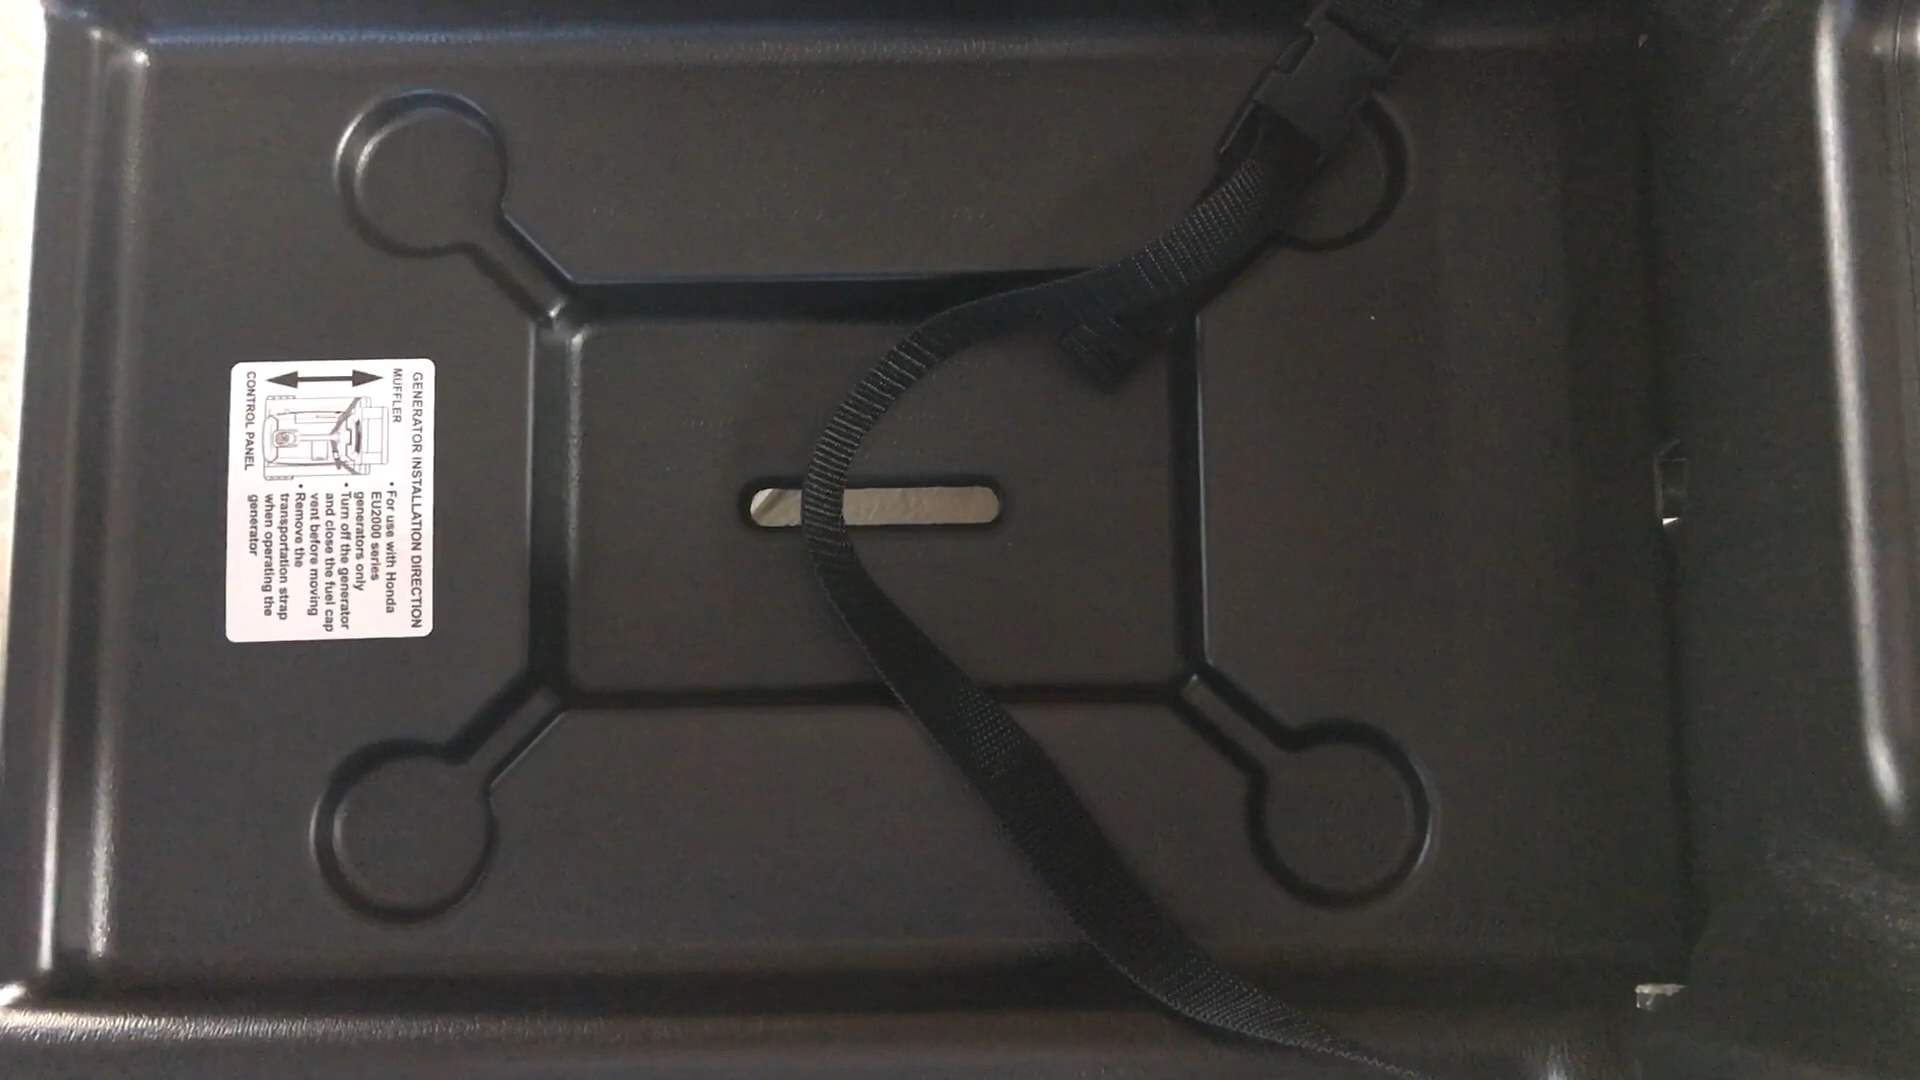 GENERATOR INSTALLATION DIRECTION
MUFFLER
CONTROL PANEL
• For use with Honda
EU2000 series
generators only
• Turn off the generator
and close the fuel cap
vent before moving
• Remove the
transportation strap
when operating the
generator